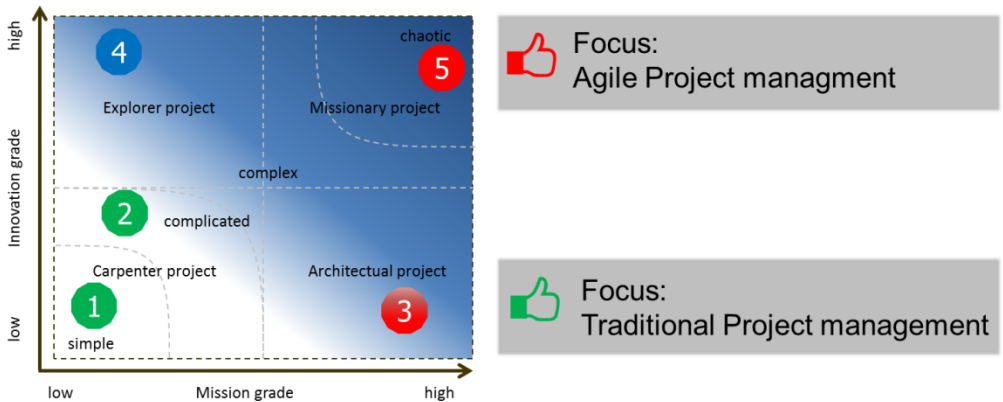 high
4
chaotic
5
Explorer project
Missionary project
Innovation grade
complex
2
complicated
Carpenter project
Architectual project
1
3
low
simple
low
Mission grade
high
Focus:
Agile Project managment
Focus:
Traditional Project management